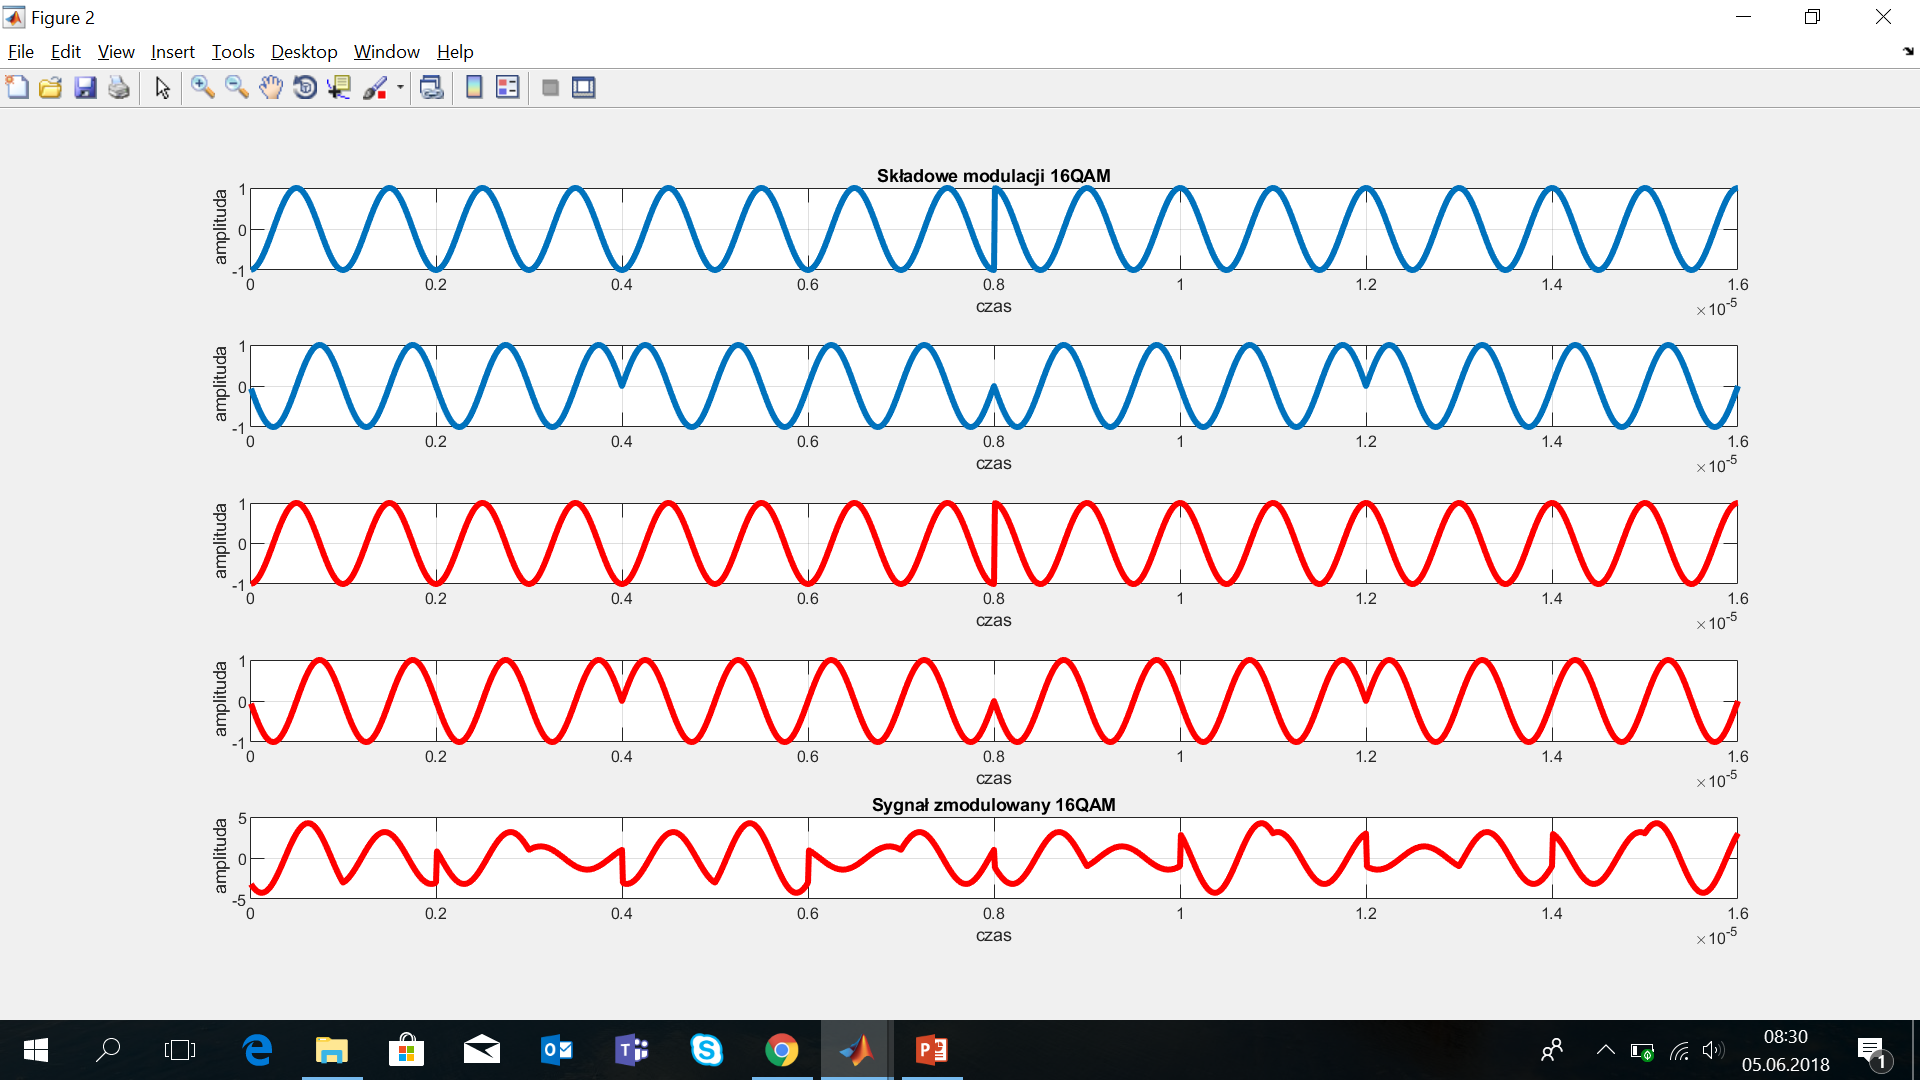 Figure 2
File Edit View Insert Tools Desktop Window Help
Składowe modulacji 16QAM
amplituda
1
0
-1
0 0.2 0.4 0.6 0.8 1 1.2 1.4 1.6
czas
×10-5
amplituda
1
0
-1
0 0.2 0.4 0.6 0.8 1 1.2 1.4 1.6
czas
×10-5
amplituda
1
0
-1
0 0.2 0.4 0.6 0.8 1 1.2 1.4 1.6
czas
×10-5
amplituda
1
0
-1
0 0.2 0.4 0.6 0.8 1 1.2 1.4 1.6
czas
×10-5
Sygnał zmodulowany 16QAM
amplituda
5
0
-5
0 0.2 0.4 0.6 0.8 1 1.2 1.4 1.6
czas
×10-5
08:30
05.06.2018
1